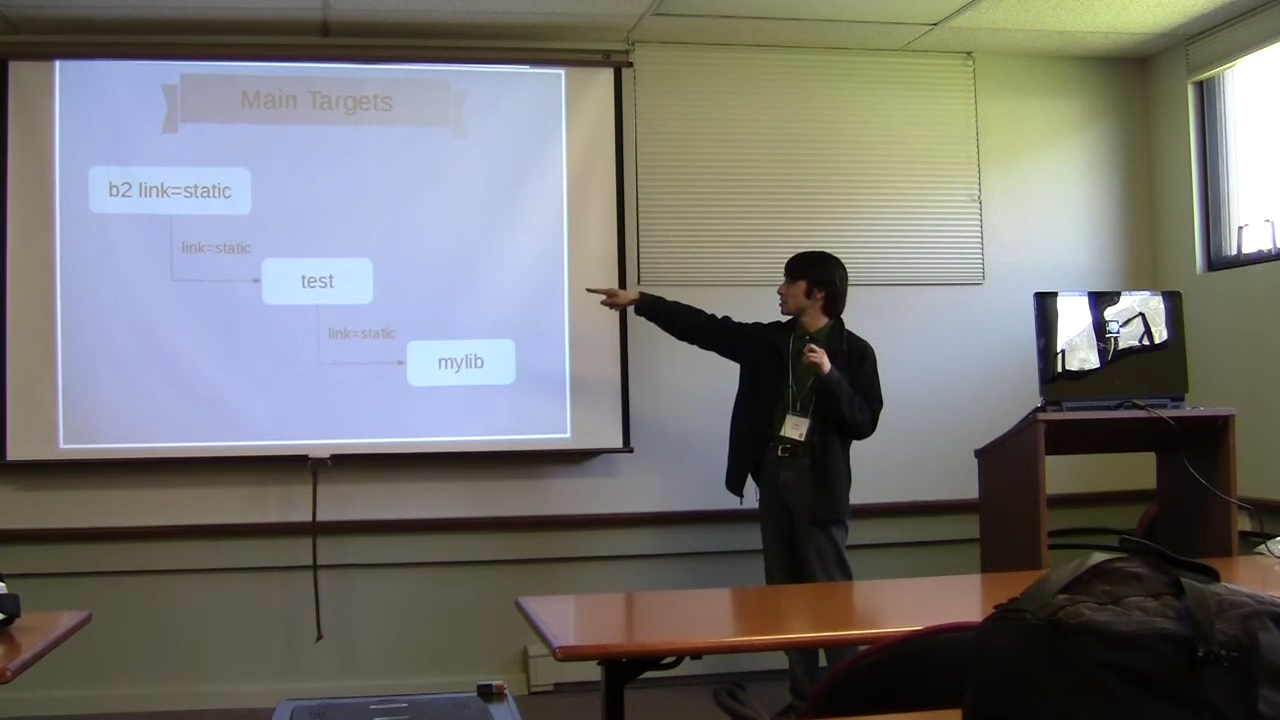 Main Targets
b2 link=static
link=static
test
link=static
mylib